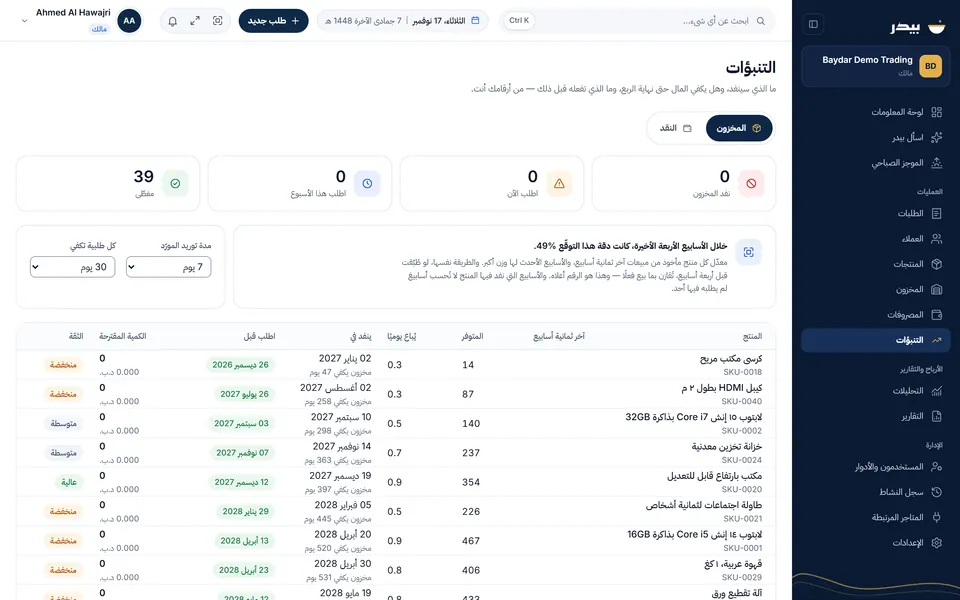 بيدر
BD
Baydar Demo Trading
مالك
لوحة المعلومات
اسأل بيدر
الموجز الصباحي
العمليات
الطلبات
العملاء
المنتجات
المخزون
المصروفات
التنبؤات
الأرباح والتقارير
التحليلات
التقارير
الإدارة
المستخدمون والأدوار
سجل النشاط
المتاجر المرتبطة
الإعدادات
ابحث عن أي شيء...
Ctrl K
الثلاثاء، 17 نوفمبر | 7 جمادى الآخرة 1448 هـ
+ طلب جديد
AA
Ahmed Al Hawajri
مالك
التنبؤات
ما الذي سينفد، وهل يكفي المال حتى نهاية الربع، وما الذي تفعله قبل ذلك — من أرقامك أنت.
المخزون
النقد
0
نفد المخزون
0
اطلب الآن
0
اطلب هذا الأسبوع
39
مغطّى
خلال الأسابيع الأربعة الأخيرة، كانت دقة هذا التوقّع 49%.
معدّل كل منتج مأخوذ من مبيعات آخر ثمانية أسابيع، والأسابيع الأحدث لها وزن أكبر. والطريقة نفسها، لو طُبّقت
قبل أربعة أسابيع، تُقارَن بما بيع فعلًا — وهذا هو الرقم أعلاه. والأسابيع التي نفد فيها المنتج لا تُحسب أسابيع
لم يطلبه فيها أحد.
مدة توريد المورّد
7 يوم
كل طلبية تكفي
30 يوم
المنتج
آخر ثمانية أسابيع
المتوفر
يُباع يوميًا
ينفد في
اطلب قبل
الكمية المقترحة
الثقة
كرسي مكتب مريح
SKU-0018
14
0.3
02 يناير 2027
مخزون يكفي 47 يوم
26 ديسمبر 2026
0
0.000 د.ب.
منخفضة
كيبل HDMI بطول ٢ م
SKU-0040
87
0.3
02 أغسطس 2027
مخزون يكفي 258 يوم
26 يوليو 2027
0
0.000 د.ب.
منخفضة
لابتوب ١٥ إنش Core i7 بذاكرة 32GB
SKU-0002
140
0.5
10 سبتمبر 2027
مخزون يكفي 298 يوم
03 سبتمبر 2027
0
0.000 د.ب.
متوسطة
خزانة تخزين معدنية
SKU-0024
237
0.7
14 نوفمبر 2027
مخزون يكفي 363 يوم
07 نوفمبر 2027
0
0.000 د.ب.
متوسطة
مكتب بارتفاع قابل للتعديل
SKU-0020
354
0.9
19 ديسمبر 2027
مخزون يكفي 397 يوم
12 ديسمبر 2027
0
0.000 د.ب.
عالية
طاولة اجتماعات لثمانية أشخاص
SKU-0021
226
0.5
05 فبراير 2028
مخزون يكفي 445 يوم
29 يناير 2028
0
0.000 د.ب.
منخفضة
لابتوب ١٤ إنش Core i5 بذاكرة 16GB
SKU-0001
467
0.9
20 أبريل 2028
مخزون يكفي 520 يوم
13 أبريل 2028
0
0.000 د.ب.
منخفضة
قهوة عربية، ١ كغ
SKU-0029
406
0.8
30 أبريل 2028
مخزون يكفي 531 يوم
23 أبريل 2028
0
0.000 د.ب.
منخفضة
آلة تقطيع ورق
433
0.8
19 مايو 2028
12 مايو 2028
0
منخفضة